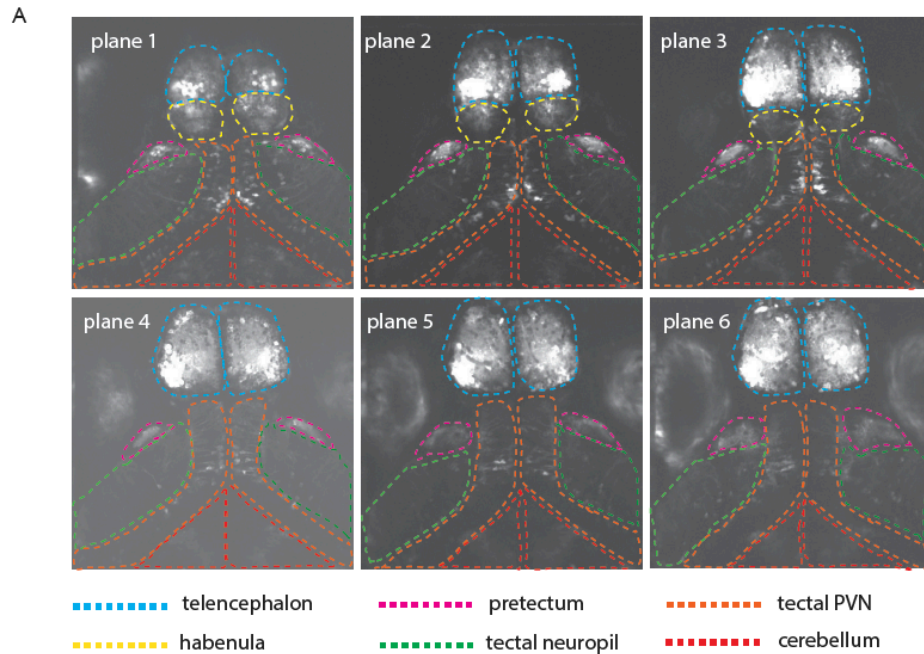 A
plane 1
plane 2
plane 3
plane 4
plane 5
plane 6
telencephalon
pretectum
tectal PVN
habenula
tectal neuropil
cerebellum